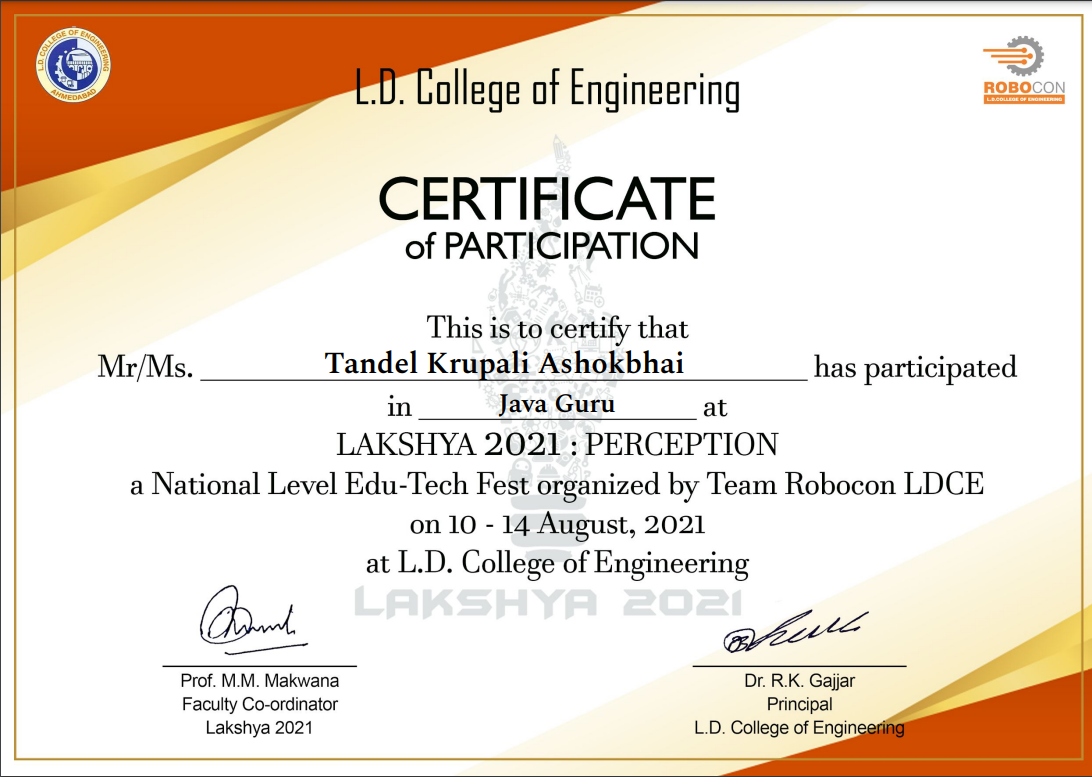 L.D. COLLEGE OF ENGINEERING
AHMEDABAD
ROBOCON
L.D.COLLEGE OF ENGINEERING
L.D. College of Engineering
CERTIFICATE
of PARTICIPATION
This is to certify that
Mr/Ms. Tandel Krupali Ashokbhai has participated
in Java Guru at
LAKSHYA 2021 : PERCEPTION
a National Level Edu-Tech Fest organized by Team Robocon LDCE
on 10 - 14 August, 2021
at L.D. College of Engineering
LAKSHYA 2021
Prof. M.M. Makwana
Faculty Co-ordinator
Lakshya 2021
Dr. R.K. Gajjar
Principal
L.D. College of Engineering